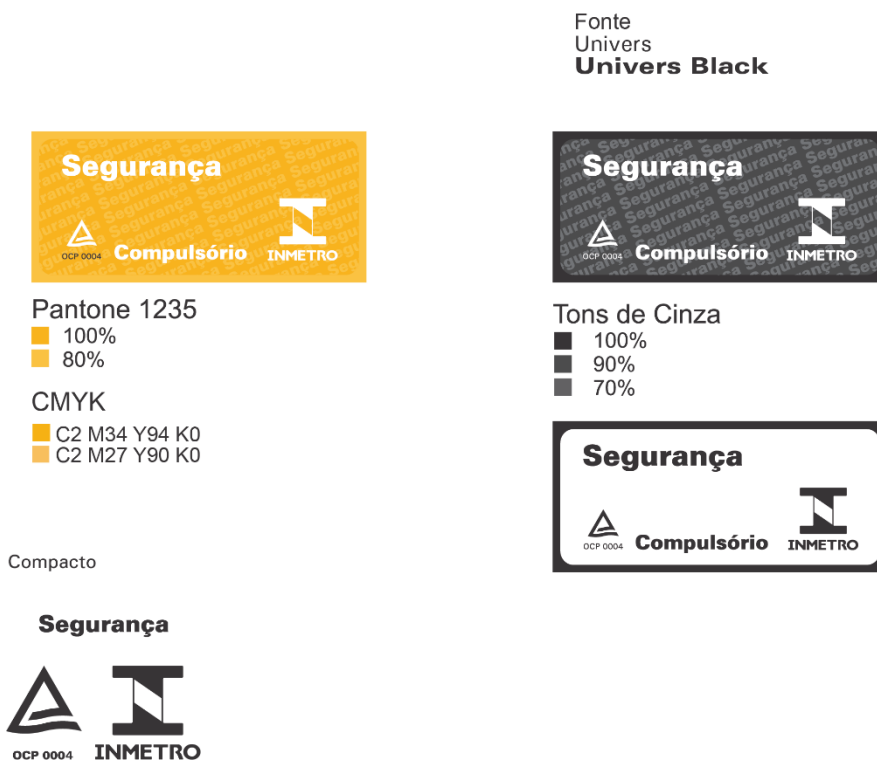 Fonte
Univers
Univers Black
Segurança
OCP 0004
Compulsório
INMETRO
Pantone 1235
100%
80%
CMYK
C2 M34 Y94 K0
C2 M27 Y90 K0
Segurança
OCP 0004
Compulsório
INMETRO
Tons de Cinza
100%
90%
70%
Segurança
OCP 0004
Compulsório
INMETRO
Compacto
Segurança
OCP 0004
INMETRO